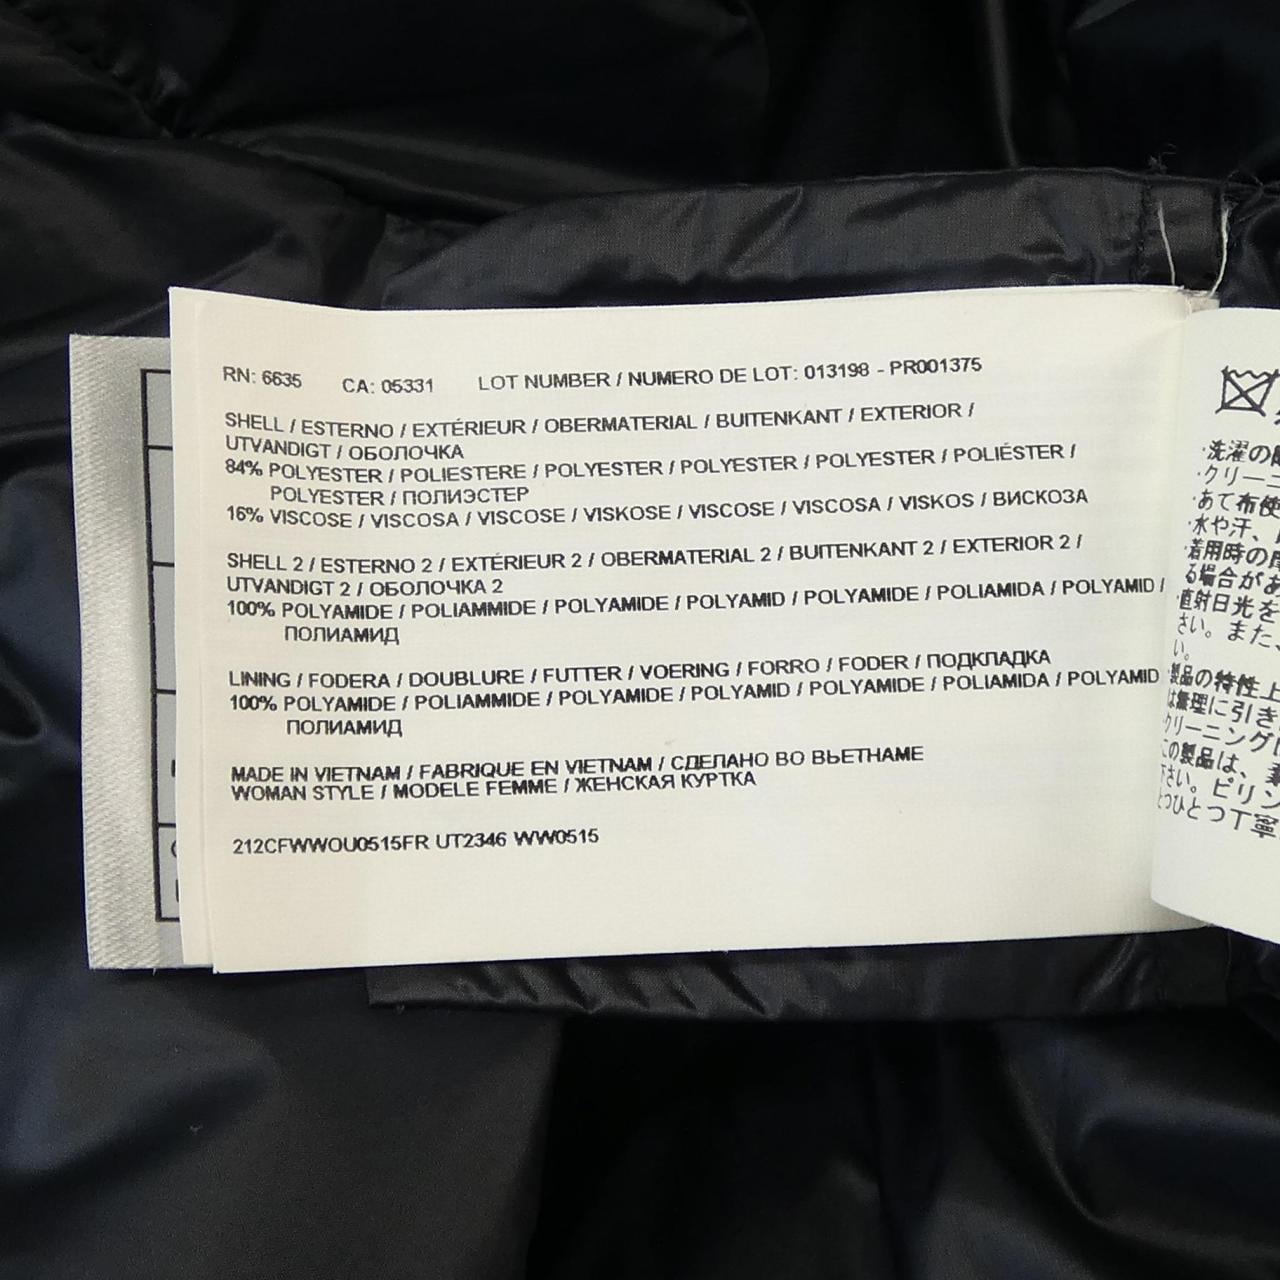 RN: 6635 CA: 05331 LOT NUMBER / NUMERO DE LOT: 013198 - PR001375
SHELL / ESTERNO / EXTÉRIEUR / OBERMATERIAL / BUITENKANT / EXTERIOR /
UTVANDIGT / ОБОЛОЧКА
84% POLYESTER / POLIESTERE / POLYESTER / POLYESTER / POLYESTER / POLIÉSTER /
POLYESTER / ПОЛИЭСТЕР
16% VISCOSE / VISCOSA / VISCOSE / VISKOSE / VISCOSE / VISCOSA / VISKOS / ВИСКОЗА
SHELL 2 / ESTERNO 2 / EXTÉRIEUR 2 / OBERMATERIAL 2 / BUITENKANT 2 / EXTERIOR 2 /
UTVANDIGT 2 / ОБОЛОЧКА 2
100% POLYAMIDE / POLIAMMIDE / POLYAMIDE / POLYAMID / POLYAMIDE / POLIAMIDA / POLYAMID /
ПОЛИАМИД
LINING / FODERA / DOUBLURE / FUTTER / VOERING / FORRO / FODER / ПОДКЛАДКА
100% POLYAMIDE / POLIAMMIDE / POLYAMIDE / POLYAMID / POLYAMIDE / POLIAMIDA / POLYAMID
ПОЛИАМИД
MADE IN VIETNAM / FABRIQUE EN VIETNAM / СДЕЛАНО ВО ВЬЕТНАМЕ
WOMAN STYLE / MODELE FEMME / ЖЕНСКАЯ КУРТКА
212CFWWOU0515FR UT2346 WW0515
·洗濯の
·クリーニ
·あて布使
·水や汗、
·着用時の
る場合があ
·直射日光を
さい。また、
い。
·製品の特性上
は無理に引き
·クリーニング
この製品は、
下さい。ピリン
とつひとつ丁寧